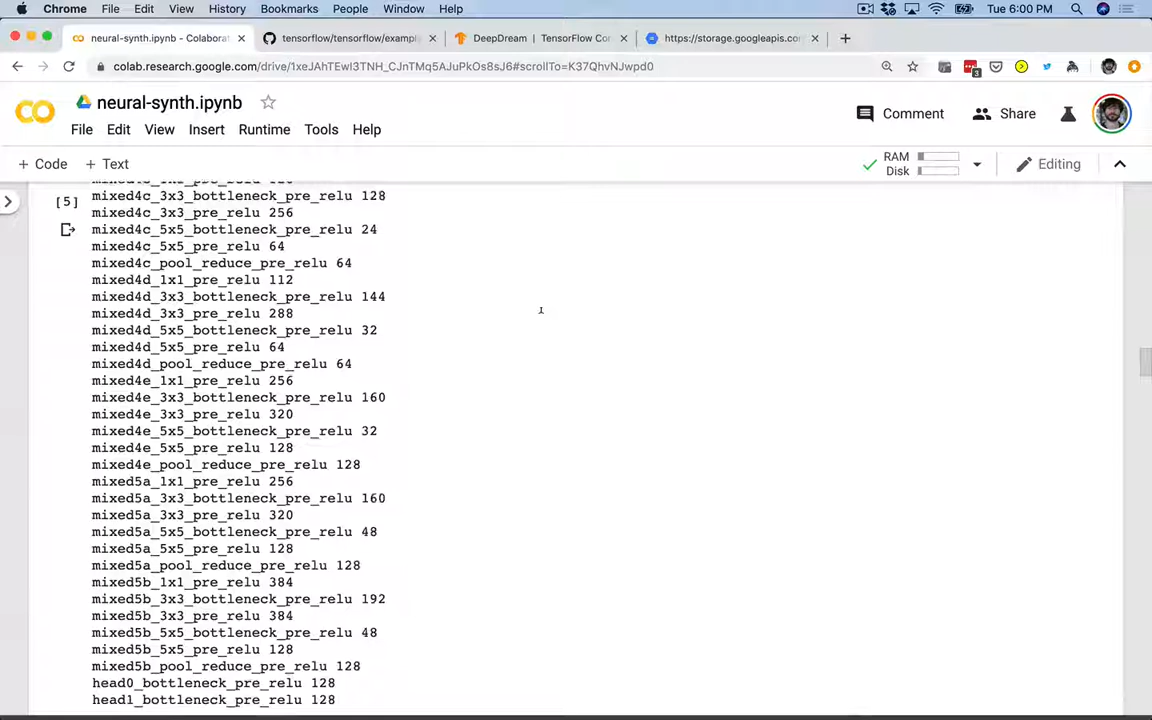 Chrome File Edit View History Bookmarks People Window Help Tue 6:00 PM
neural-synth.ipynb - Colaborat tensorflow/tensorflow/exampl DeepDream | TensorFlow Cor https://storage.googleapis.con
colab.research.google.com/drive/1xeJAhTEwI3TNH_CJnTMq5AJuPkOs8sJ6#scrollTo=K37QhvNJwpd0
3
neural-synth.ipynb
Comment Share
File Edit View Insert Runtime Tools Help
+ Code + Text
RAM
Disk
Editing
[5]
mixed4c_3x3_bottleneck_pre_relu 128
mixed4c_3x3_pre_relu 256
mixed4c_5x5_bottleneck_pre_relu 24
mixed4c_5x5_pre_relu 64
mixed4c_pool_reduce_pre_relu 64
mixed4d_1x1_pre_relu 112
mixed4d_3x3_bottleneck_pre_relu 144
mixed4d_3x3_pre_relu 288
mixed4d_5x5_bottleneck_pre_relu 32
mixed4d_5x5_pre_relu 64
mixed4d_pool_reduce_pre_relu 64
mixed4e_1x1_pre_relu 256
mixed4e_3x3_bottleneck_pre_relu 160
mixed4e_3x3_pre_relu 320
mixed4e_5x5_bottleneck_pre_relu 32
mixed4e_5x5_pre_relu 128
mixed4e_pool_reduce_pre_relu 128
mixed5a_1x1_pre_relu 256
mixed5a_3x3_bottleneck_pre_relu 160
mixed5a_3x3_pre_relu 320
mixed5a_5x5_bottleneck_pre_relu 48
mixed5a_5x5_pre_relu 128
mixed5a_pool_reduce_pre_relu 128
mixed5b_1x1_pre_relu 384
mixed5b_3x3_bottleneck_pre_relu 192
mixed5b_3x3_pre_relu 384
mixed5b_5x5_bottleneck_pre_relu 48
mixed5b_5x5_pre_relu 128
mixed5b_pool_reduce_pre_relu 128
head0_bottleneck_pre_relu 128
head1_bottleneck_pre_relu 128